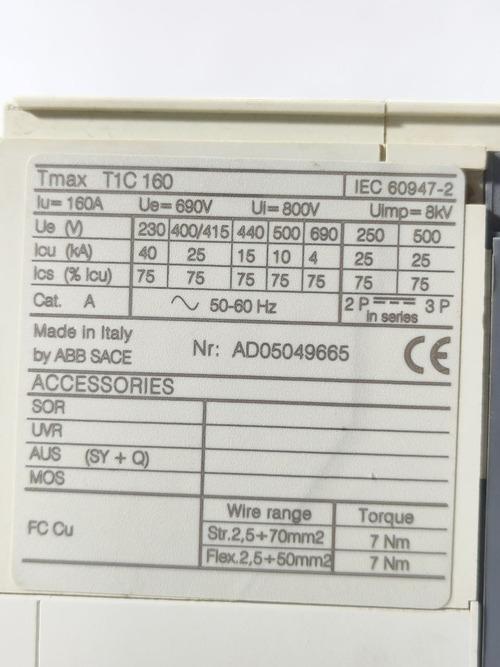 Tmax T1C 160 IEC 60947-2
Iu= 160A Ue= 690V Ui= 800V Uimp= 8kV
Ue (V) 230 400/415 440 500 690 250 500
Icu (kA) 40 25 15 10 4 25 25
Ics (% Icu) 75 75 75 75 75 75 75
Cat. A ~ 50-60 Hz 2 P 3 P
in series
Made in Italy
by ABB SACE Nr: AD05049665 CE
ACCESSORIES
SOR
UVR
AUS (SY + Q)
MOS
Wire range Torque
FC Cu Str.2,5÷70mm2 7 Nm
Flex.2,5÷50mm2 7 Nm